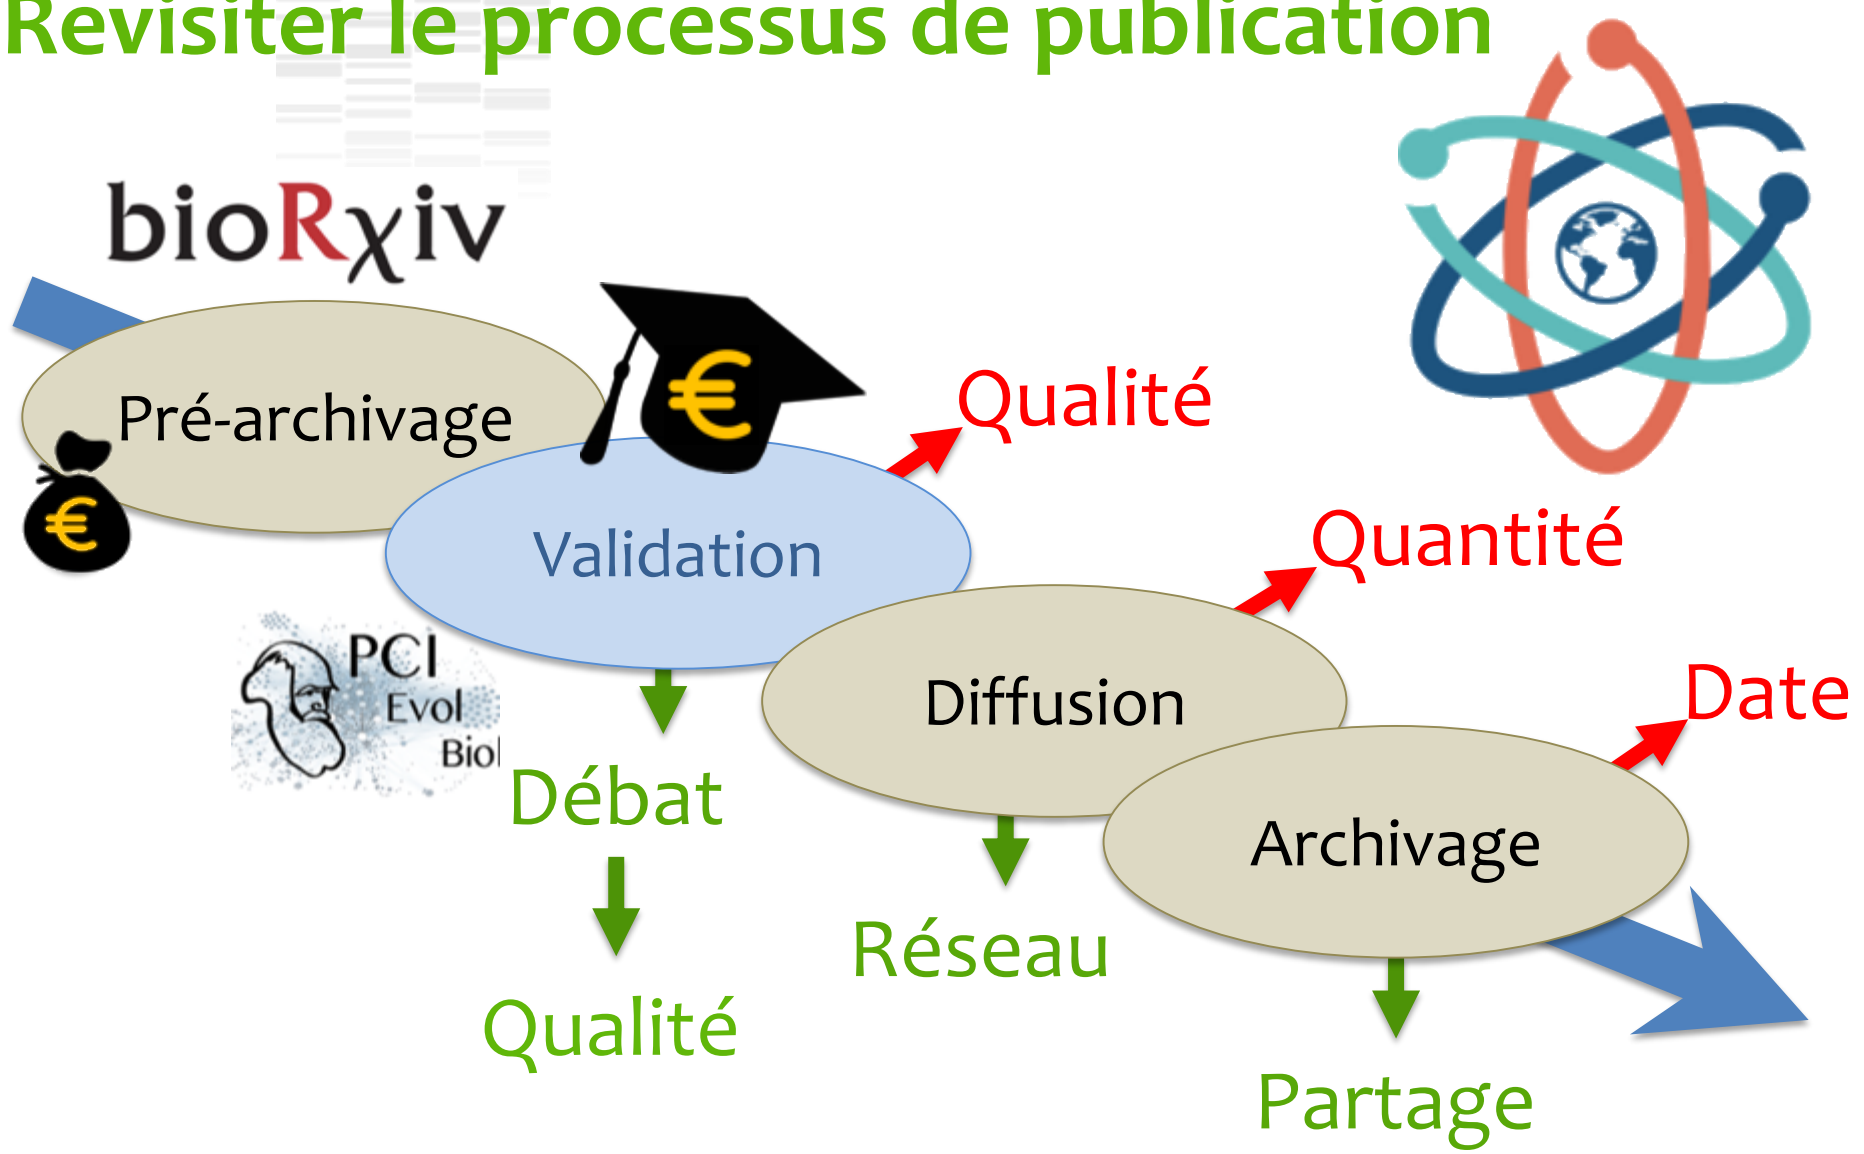 Revisiter le processus de publication
bioRχiv
Pré-archivage
€
€
Qualité
Validation
Quantité
PCI
Evol
Biol
Diffusion
Date
Débat
Archivage
Réseau
Qualité
Partage